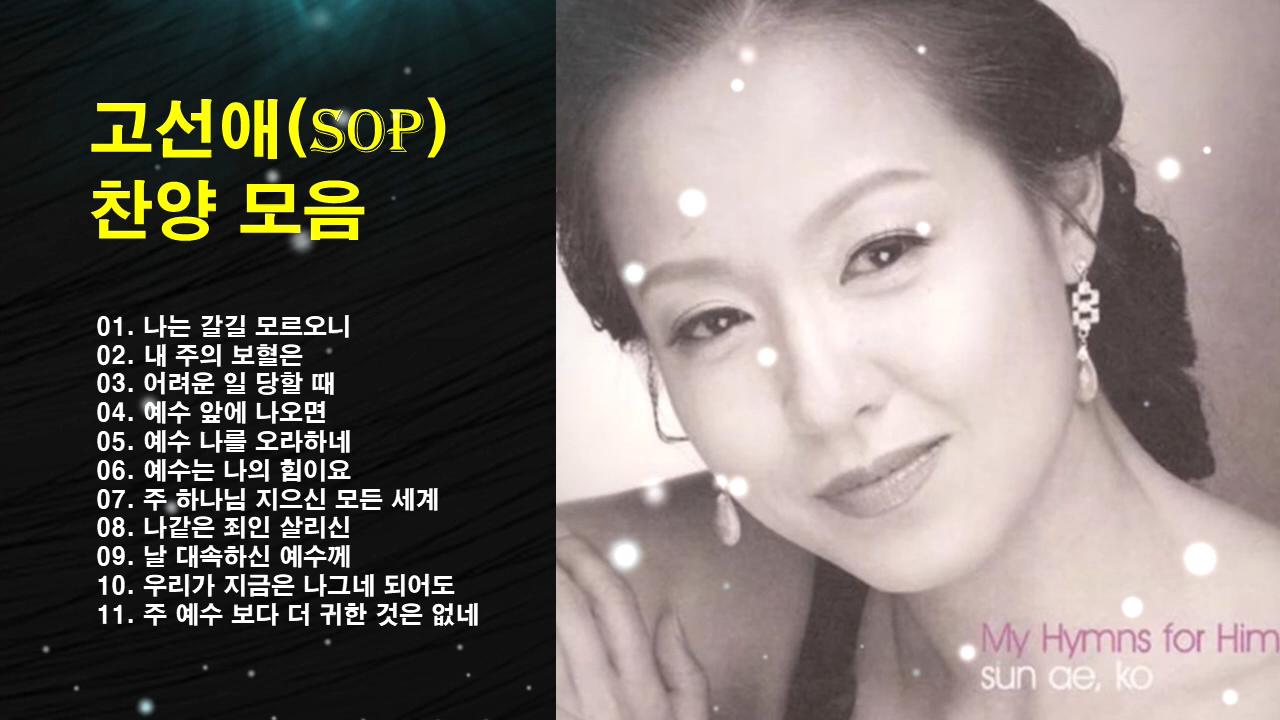 고선애(SOP)
찬양 모음
01. 나는 갈길 모르오니
02. 내 주의 보혈은
03. 어려운 일 당할 때
04. 예수 앞에 나오면
05. 예수 나를 오라하네
06. 예수는 나의 힘이요
07. 주 하나님 지으신 모든 세계
08. 나같은 죄인 살리신
09. 날 대속하신 예수께
10. 우리가 지금은 나그네 되어도
11. 주 예수 보다 더 귀한 것은 없네
My Hymns for Him
sun ae, ko